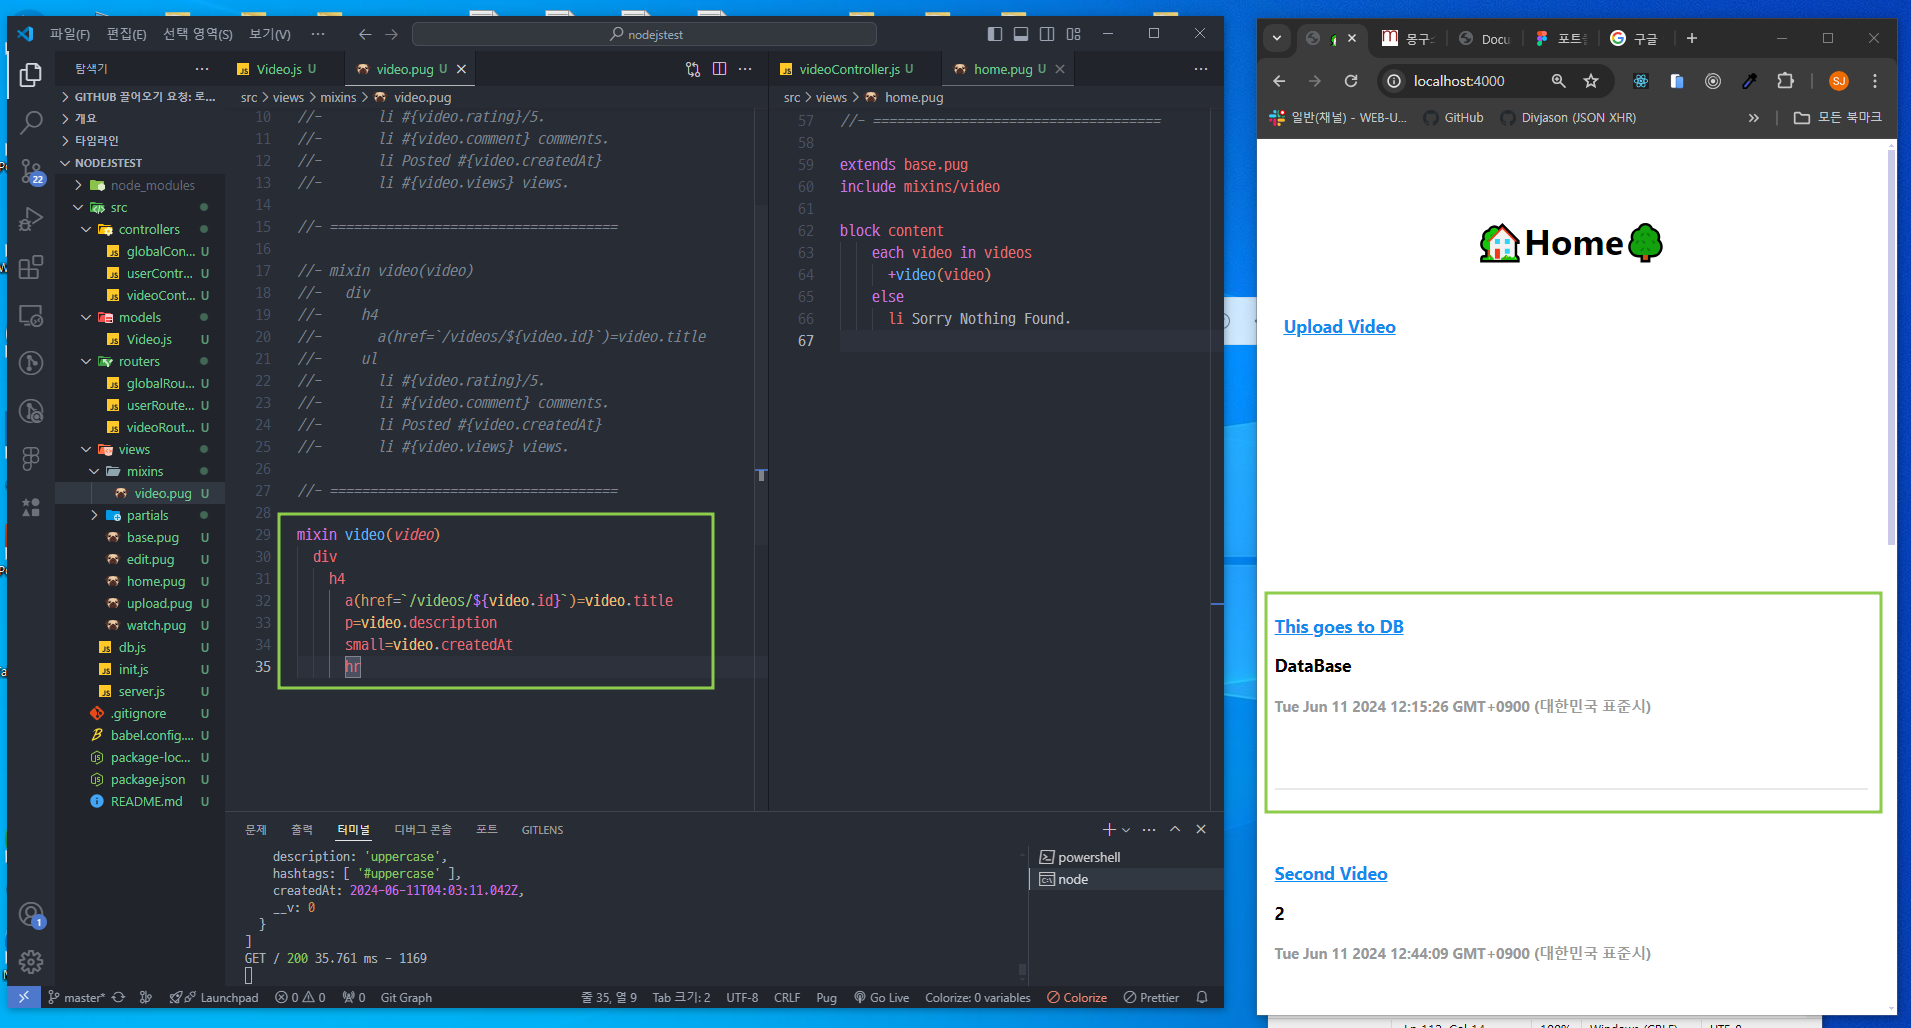 파일(F) 편집(E) 선택 영역(S) 보기(V) ··· nodejstest
탐색기 ···
GITHUB 끌어오기 요청: 로...
개요
타임라인
NODEJSTEST
node_modules
src
controllers
globalCon... U
userContr... U
videoCont... U
models
Video.js U
routers
globalRou... U
userRoute... U
videoRout... U
views
mixins
video.pug U
partials
base.pug U
edit.pug U
home.pug U
upload.pug U
watch.pug U
db.js U
init.js U
server.js U
.gitignore U
babel.config.... U
package-loc... U
package.json U
README.md U
22
1
Video.js U video.pug U
src > views > mixins > video.pug
10 //- li #{video.rating}/5.
11 //- li #{video.comment} comments.
12 //- li Posted #{video.createdAt}
13 //- li #{video.views} views.
14
15 //- ====================================
16
17 //- mixin video(video)
18 //- div
19 //- h4
20 //- a(href=`/videos/${video.id}`)=video.title
21 //- ul
22 //- li #{video.rating}/5.
23 //- li #{video.comment} comments.
24 //- li Posted #{video.createdAt}
25 //- li #{video.views} views.
26
27 //- ====================================
28
29 mixin video(video)
30 div
31 h4
32 a(href=`/videos/${video.id}`)=video.title
33 p=video.description
34 small=video.createdAt
35 hr
videoController.js U home.pug U
src > views > home.pug
57 //- ====================================
58
59 extends base.pug
60 include mixins/video
61
62 block content
63 each video in videos
64 +video(video)
65 else
66 li Sorry Nothing Found.
67
문제 출력 터미널 디버그 콘솔 포트 GITLENS
description: 'uppercase',
hashtags: [ '#uppercase' ],
createdAt: 2024-06-11T04:03:11.042Z,
__v: 0
}
]
GET / 200 35.761 ms - 1169
powershell
node
master* Launchpad 0 0 0 Git Graph 줄 35, 열 9 Tab 크기: 2 UTF-8 CRLF Pug Go Live Colorize: 0 variables Colorize Prettier
몽구 Docu 포트 구글
localhost:4000 SJ
일반(채널) - WEB-U... GitHub Divjason (JSON XHR) » 모든 북마크
Home
Upload Video
This goes to DB
DataBase
Tue Jun 11 2024 12:15:26 GMT+0900 (대한민국 표준시)
Second Video
2
Tue Jun 11 2024 12:44:09 GMT+0900 (대한민국 표준시)